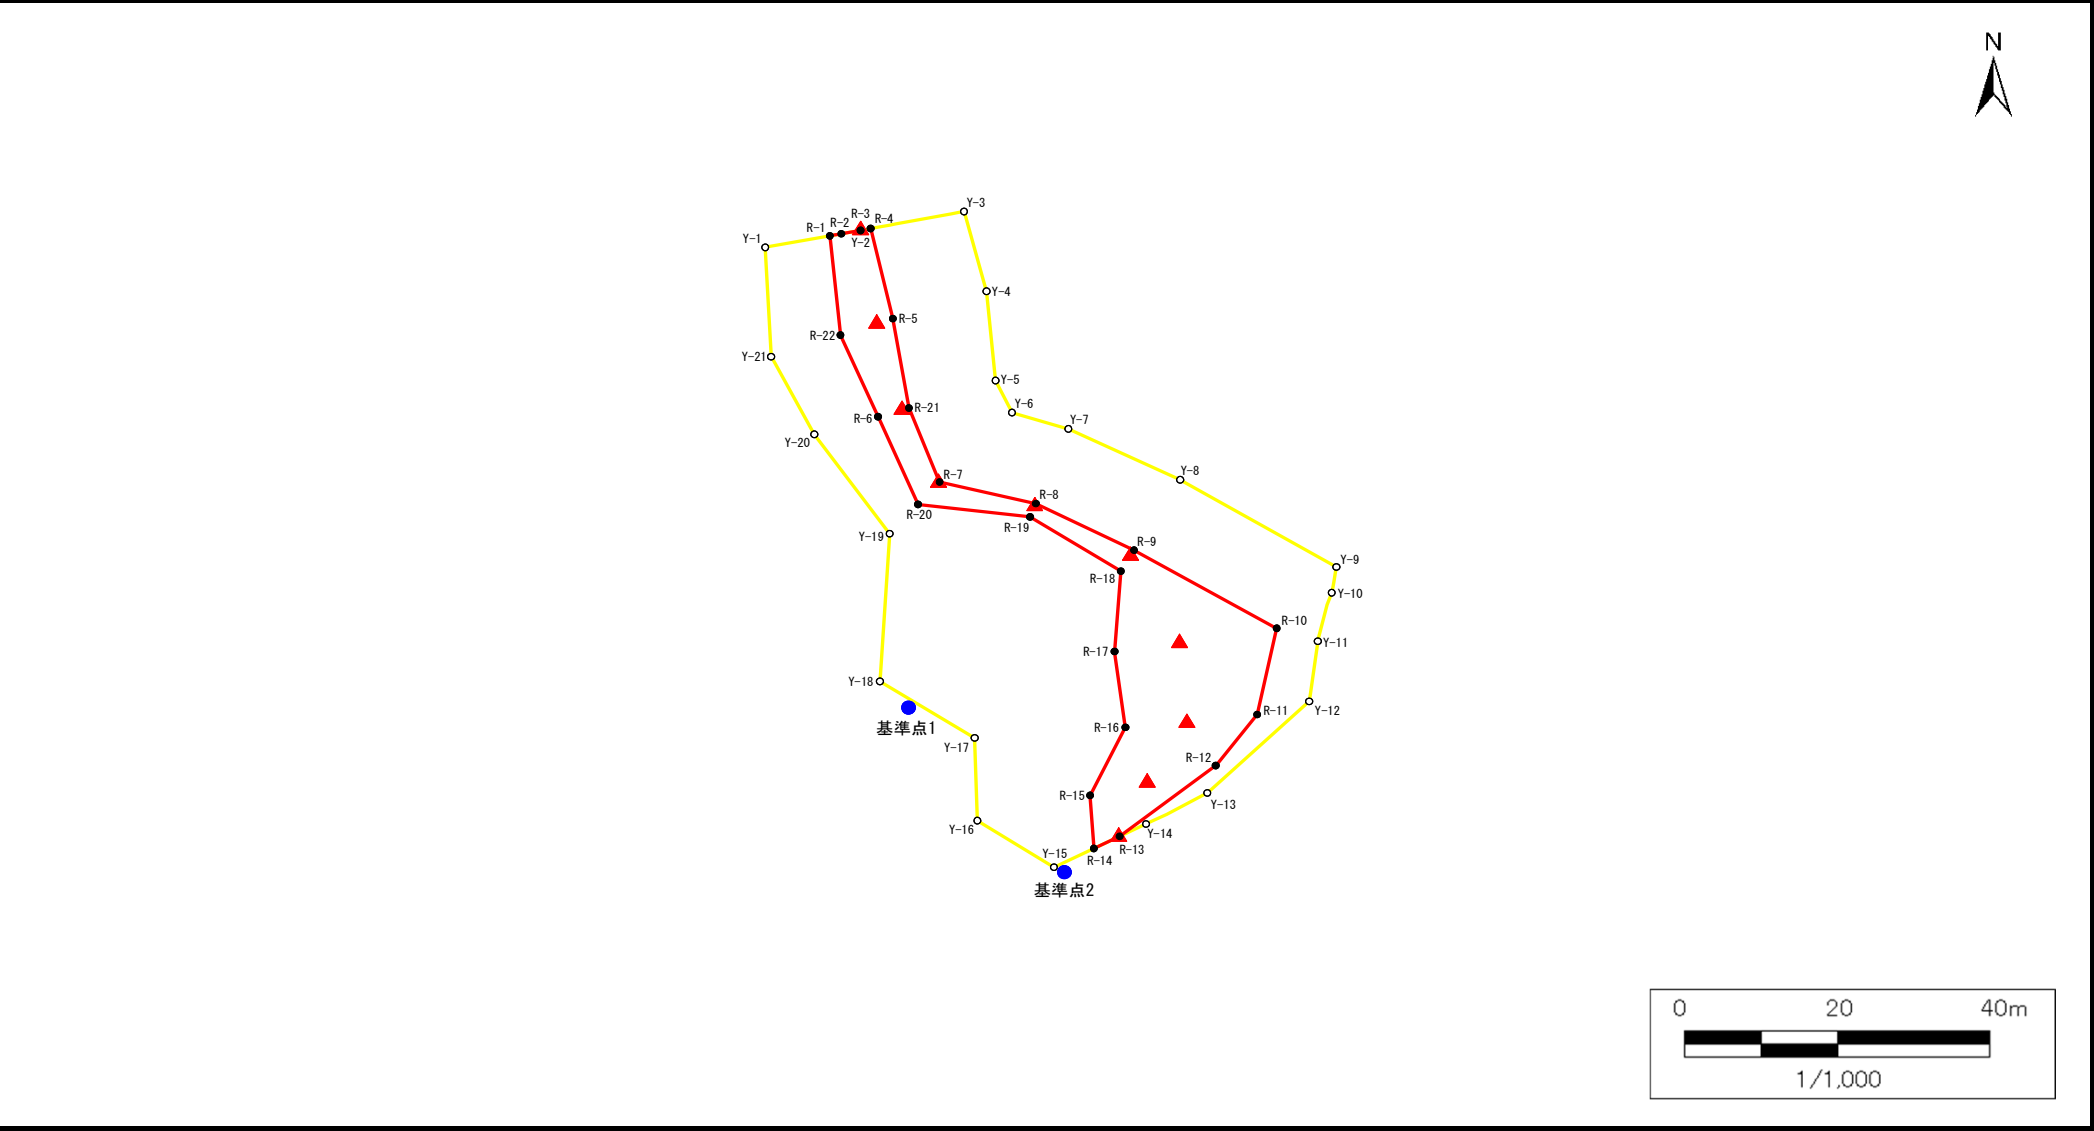 N
Y-3
R-3
R-4
R-2
R-1
Y-1
Y-2
Y-4
R-5
R-22
Y-21
Y-5
Y-6
R-21
R-6
Y-7
Y-20
Y-8
R-7
R-8
R-20
R-19
Y-19
R-9
Y-9
R-18
Y-10
R-10
Y-11
R-17
Y-18
R-11
Y-12
基準点1
R-16
Y-17
R-12
R-15
Y-13
Y-16
Y-14
R-13
Y-15
R-14
基準点2
0 20 40m
1/1,000